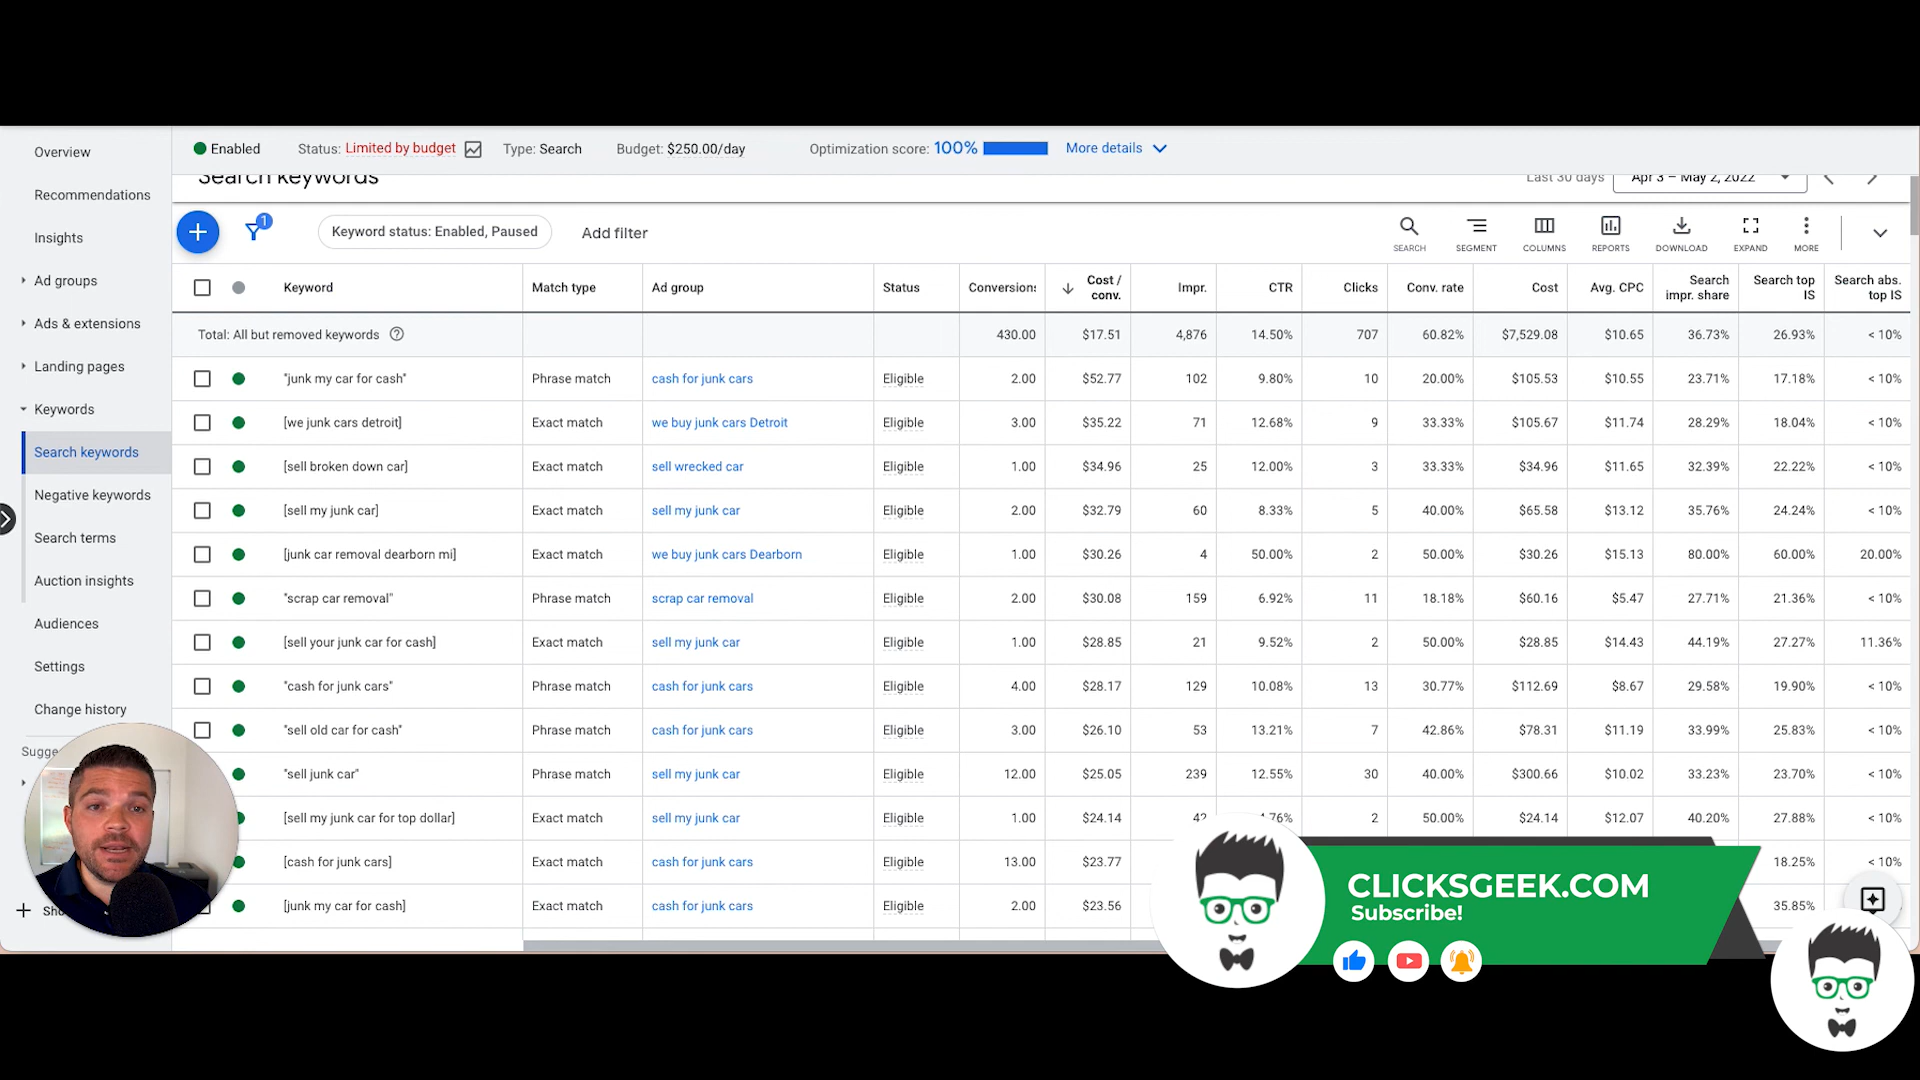 Overview
Recommendations
Insights
Ad groups
Ads & extensions
Landing pages
Keywords
Search keywords
Negative keywords
Search terms
Auction insights
Audiences
Settings
Change history
Enabled Status: Limited by budget Type: Search Budget: $250.00/day Optimization score: 100% More details
Search keywords Last 30 days Apr 3 – May 2, 2022
1 Keyword status: Enabled, Paused Add filter SEARCH SEGMENT COLUMNS REPORTS DOWNLOAD EXPAND MORE
Keyword Match type Ad group Status Conversions Cost / conv. Impr. CTR Clicks Conv. rate Cost Avg. CPC Search impr. share Search top IS Search abs. top IS
Total: All but removed keywords 430.00 $17.51 4,876 14.50% 707 60.82% $7,529.08 $10.65 36.73% 26.93% < 10%
"junk my car for cash" Phrase match cash for junk cars Eligible 2.00 $52.77 102 9.80% 10 20.00% $105.53 $10.55 23.71% 17.18% < 10%
[we junk cars detroit] Exact match we buy junk cars Detroit Eligible 3.00 $35.22 71 12.68% 9 33.33% $105.67 $11.74 28.29% 18.04% < 10%
[sell broken down car] Exact match sell wrecked car Eligible 1.00 $34.96 25 12.00% 3 33.33% $34.96 $11.65 32.39% 22.22% < 10%
[sell my junk car] Exact match sell my junk car Eligible 2.00 $32.79 60 8.33% 5 40.00% $65.58 $13.12 35.76% 24.24% < 10%
[junk car removal dearborn mi] Exact match we buy junk cars Dearborn Eligible 1.00 $30.26 4 50.00% 2 50.00% $30.26 $15.13 80.00% 60.00% 20.00%
"scrap car removal" Phrase match scrap car removal Eligible 2.00 $30.08 159 6.92% 11 18.18% $60.16 $5.47 27.71% 21.36% < 10%
[sell your junk car for cash] Exact match sell my junk car Eligible 1.00 $28.85 21 9.52% 2 50.00% $28.85 $14.43 44.19% 27.27% 11.36%
"cash for junk cars" Phrase match cash for junk cars Eligible 4.00 $28.17 129 10.08% 13 30.77% $112.69 $8.67 29.58% 19.90% < 10%
"sell old car for cash" Phrase match cash for junk cars Eligible 3.00 $26.10 53 13.21% 7 42.86% $78.31 $11.19 33.99% 25.83% < 10%
"sell junk car" Phrase match sell my junk car Eligible 12.00 $25.05 239 12.55% 30 40.00% $300.66 $10.02 33.23% 23.70% < 10%
[sell my junk car for top dollar] Exact match sell my junk car Eligible 1.00 $24.14 42 .76% 2 50.00% $24.14 $12.07 40.20% 27.88% < 10%
[cash for junk cars] Exact match cash for junk cars Eligible 13.00 $23.77 18.25% < 10%
[junk my car for cash] Exact match cash for junk cars Eligible 2.00 $23.56 35.85%
CLICKSGEEK.COM
Subscribe!